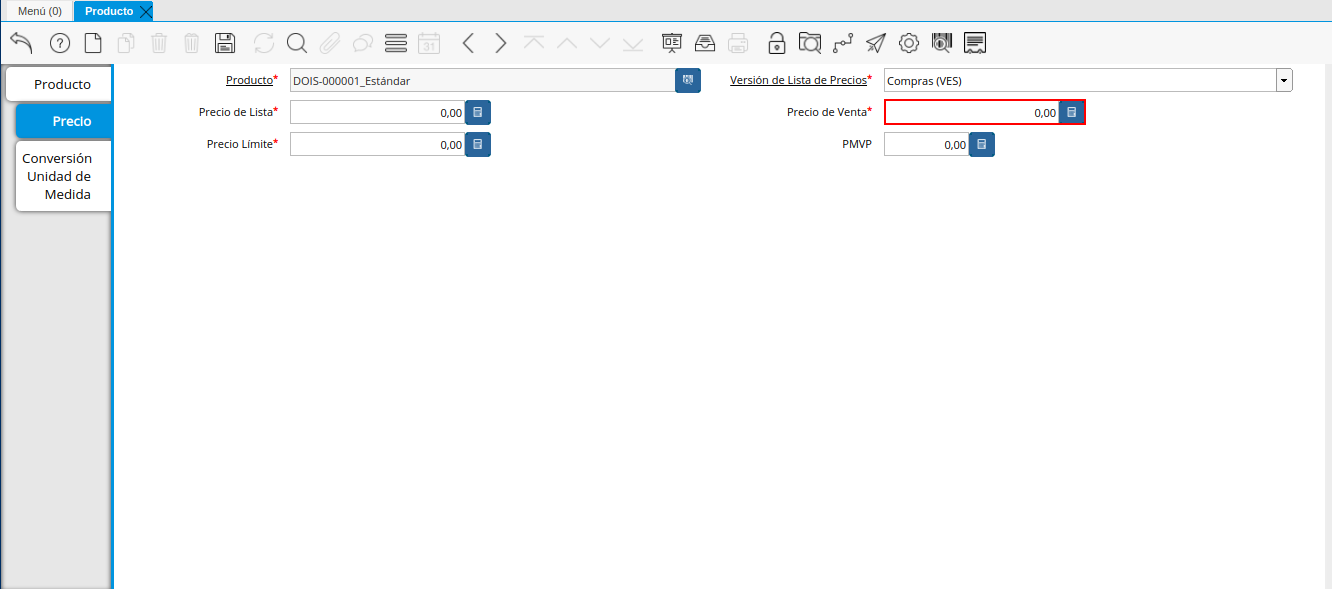 Menú (0)
Producto
?
31
Producto
Precio
Conversión
Unidad de
Medida
Producto*
DOIS-000001_Estándar
Versión de Lista de Precios*
Compras (VES)
Precio de Lista*
0,00
Precio de Venta*
0,00
Precio Límite*
0,00
PMVP
0,00